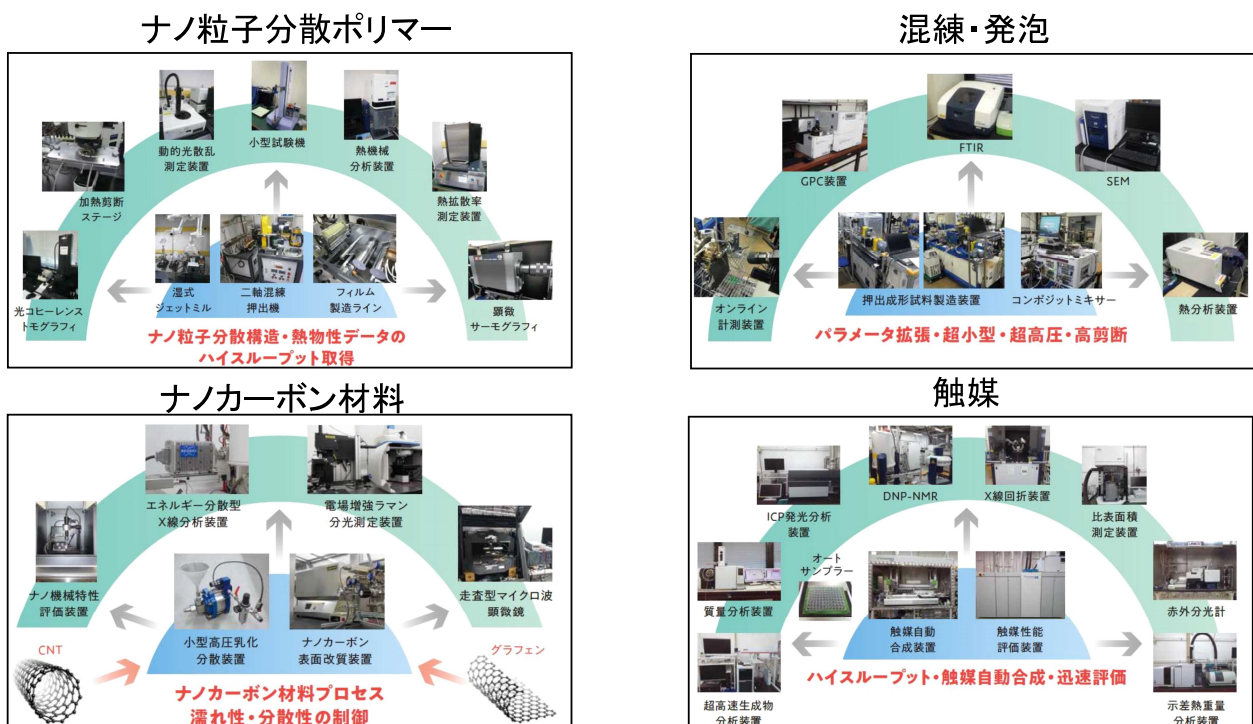 ナノ粒子分散ポリマー
動的光散乱
測定装置
小型試験機
熱機械
分析装置
加熱剪断
ステージ
熱拡散率
測定装置
光コヒーレンス
トモグラフィ
湿式
ジェットミル
二軸混練
押出機
フィルム
製造ライン
顕微
サーモグラフィ
ナノ粒子分散構造・熱物性データの
ハイスループット取得
混練・発泡
GPC装置
FTIR
SEM
オンライン
計測装置
押出成形試料製造装置
コンポジットミキサー
熱分析装置
パラメータ拡張・超小型・超高圧・高剪断
ナノカーボン材料
エネルギー分散型
X線分析装置
電場増強ラマン
分光測定装置
ナノ機械特性
評価装置
走査型マイクロ波
顕微鏡
小型高圧乳化
分散装置
ナノカーボン
表面改質装置
CNT
グラフェン
ナノカーボン材料プロセス
濡れ性・分散性の制御
触媒
ICP発光分析
装置
DNP-NMR
X線回折装置
比表面積
測定装置
質量分析装置
オート
サンプラー
赤外分光計
触媒自動
合成装置
触媒性能
評価装置
超高速生成物
分析装置
示差熱重量
分析装置
ハイスループット・触媒自動合成・迅速評価